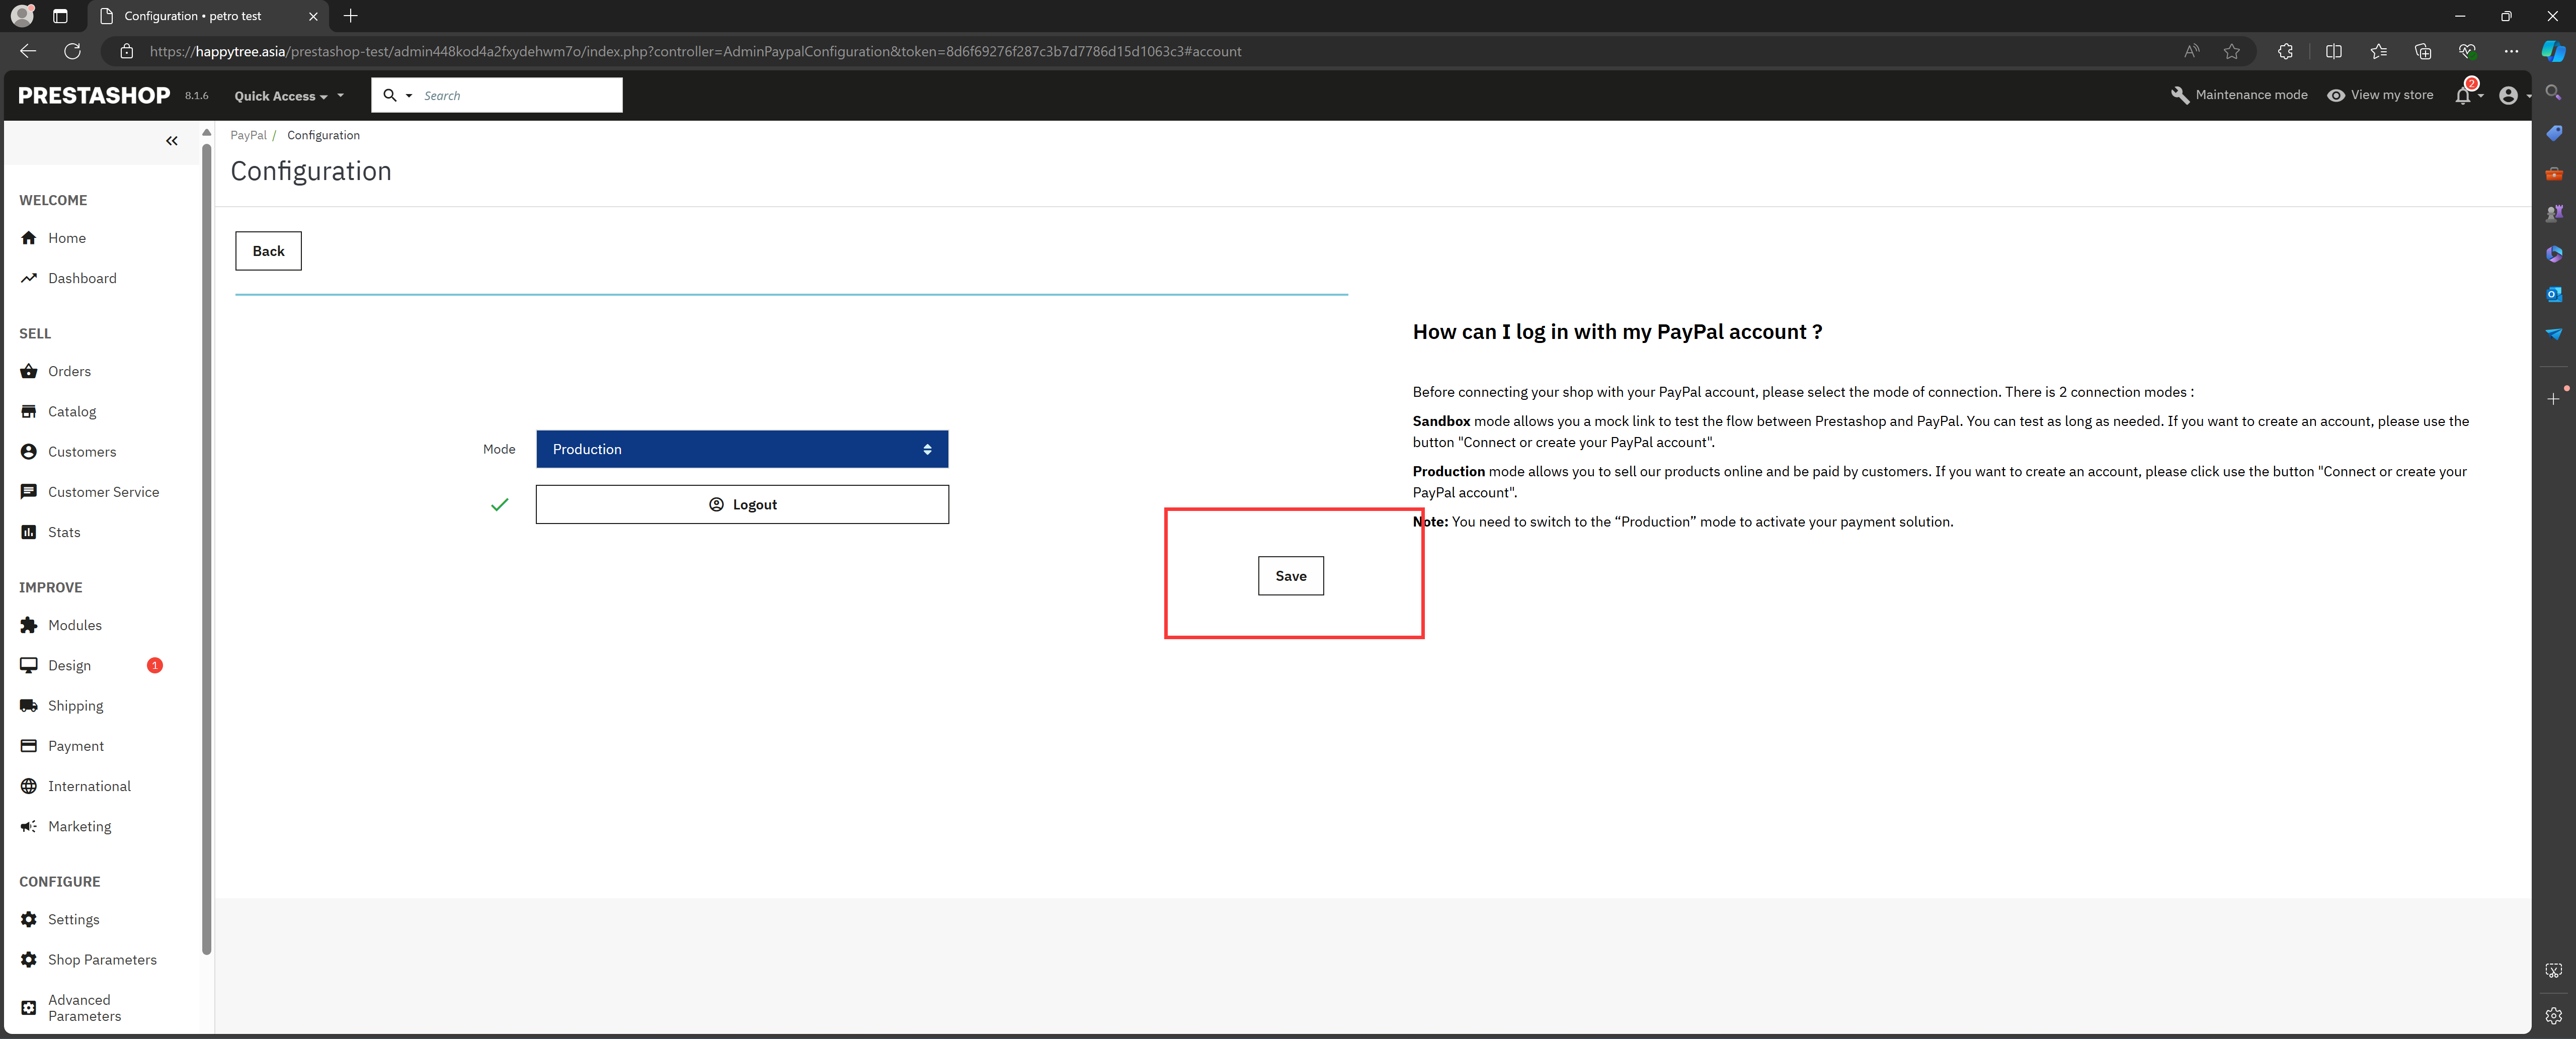 Configuration • petro test
https://happytree.asia/prestashop-test/admin448kod4a2fxydehwm7o/index.php?controller=AdminPaypalConfiguration&token=8d6f69276f287c3b7d7786d15d1063c3#account
PRESTASHOP 8.1.6 Quick Access Search Maintenance mode View my store 2
PayPal / Configuration
Configuration
WELCOME
Home
Dashboard
SELL
Orders
Catalog
Customers
Customer Service
Stats
IMPROVE
Modules
Design 1
Shipping
Payment
International
Marketing
CONFIGURE
Settings
Shop Parameters
Advanced
Parameters
Back
Mode Production
Logout
Save
How can I log in with my PayPal account ?
Before connecting your shop with your PayPal account, please select the mode of connection. There is 2 connection modes :
Sandbox mode allows you a mock link to test the flow between Prestashop and PayPal. You can test as long as needed. If you want to create an account, please use the
button "Connect or create your PayPal account".
Production mode allows you to sell our products online and be paid by customers. If you want to create an account, please click use the button "Connect or create your
PayPal account".
Note: You need to switch to the “Production” mode to activate your payment solution.